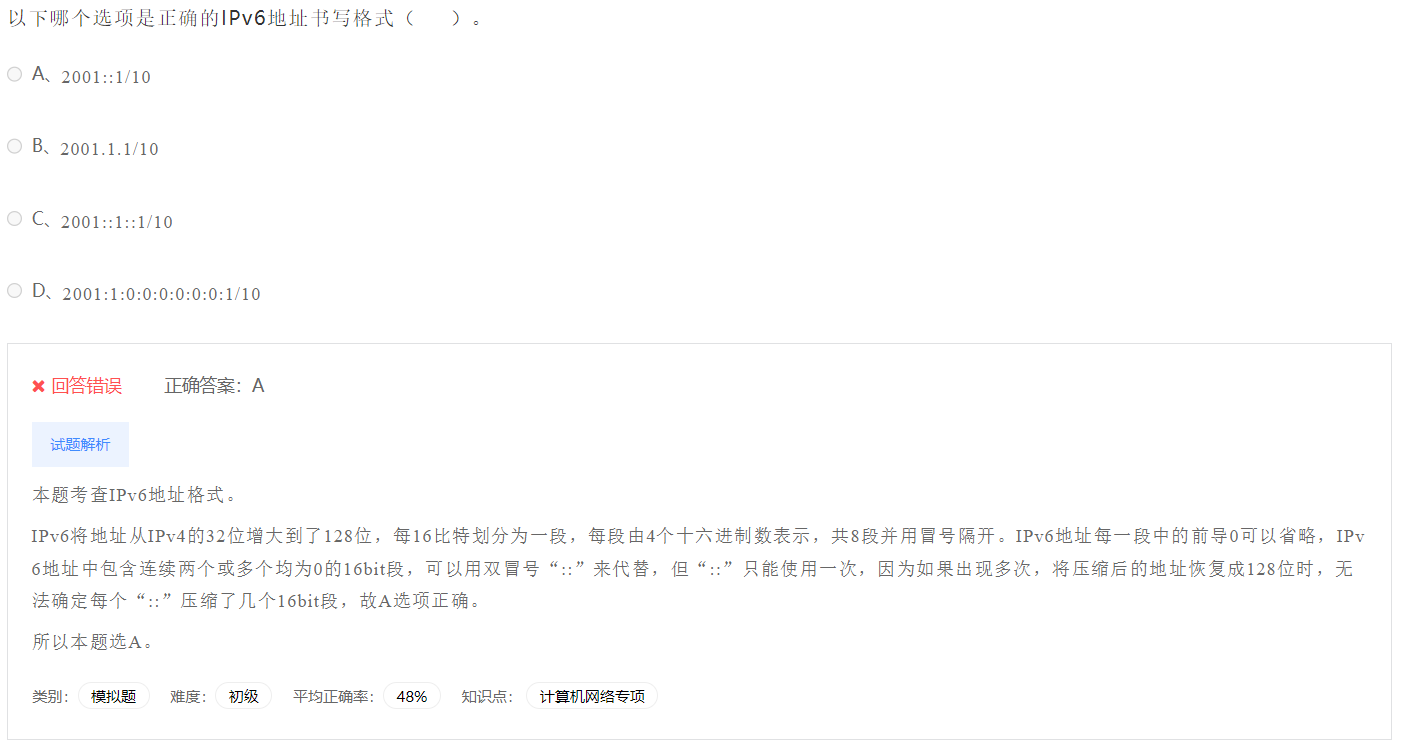 以下哪个选项是正确的IPv6地址书写格式（　　）。
A、2001::1/10
B、2001.1.1/10
C、2001::1::1/10
D、2001:1:0:0:0:0:0:0:1/10
回答错误 正确答案：A
试题解析
本题考查IPv6地址格式。
IPv6将地址从IPv4的32位增大到了128位，每16比特划分为一段，每段由4个十六进制数表示，共8段并用冒号隔开。IPv6地址每一段中的前导0可以省略，IPv
6地址中包含连续两个或多个均为0的16bit段，可以用双冒号“::”来代替，但“::”只能使用一次，因为如果出现多次，将压缩后的地址恢复成128位时，无
法确定每个“::”压缩了几个16bit段，故A选项正确。
所以本题选A。
类别： 模拟题 难度： 初级 平均正确率： 48% 知识点： 计算机网络专项